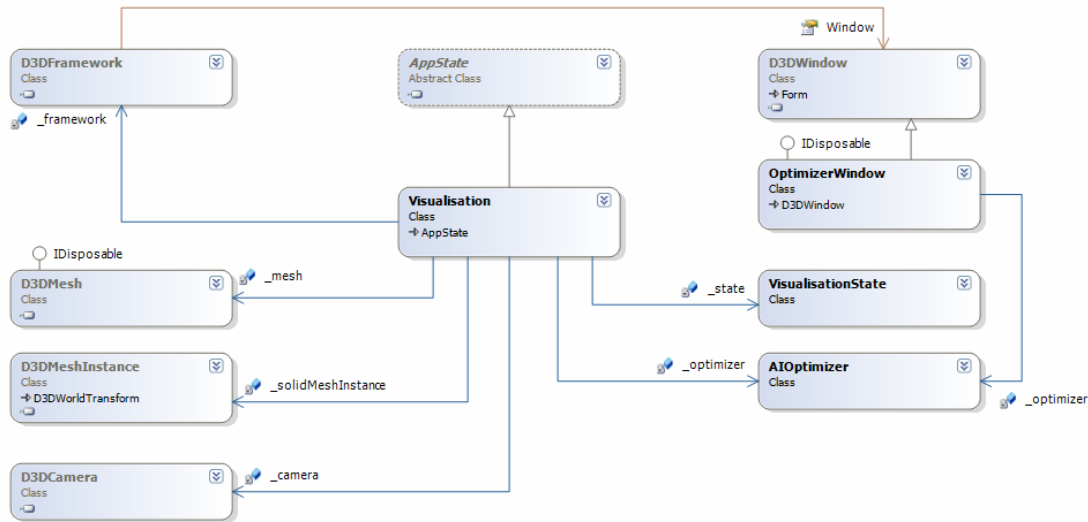 Window
D3DFramework
Class
_framework
AppState
Abstract Class
D3DWindow
Class
Form
IDisposable
OptimizerWindow
Class
D3DWindow
Visualisation
Class
AppState
IDisposable
D3DMesh
Class
_mesh
_state
VisualisationState
Class
D3DMeshInstance
Class
D3DWorldTransform
_solidMeshInstance
_optimizer
AIOptimizer
Class
_optimizer
D3DCamera
Class
_camera